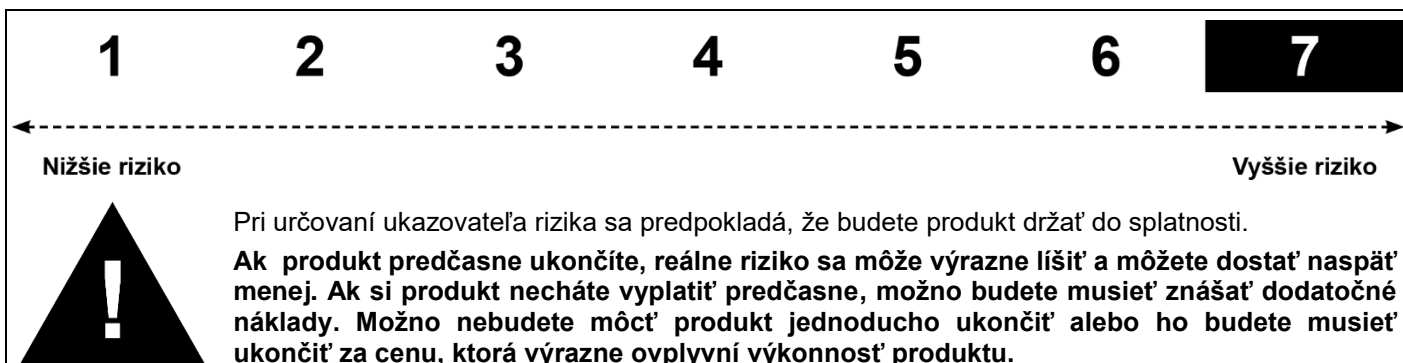 1 2 3 4 5 6 7
Nižšie riziko Vyššie riziko
Pri určovaní ukazovateľa rizika sa predpokladá, že budete produkt držať do splatnosti.
Ak produkt predčasne ukončíte, reálne riziko sa môže výrazne líšiť a môžete dostať naspäť
menej. Ak si produkt necháte vyplatiť predčasne, možno budete musieť znášať dodatočné
náklady. Možno nebudete môcť produkt jednoducho ukončiť alebo ho budete musieť
ukončiť za cenu, ktorá výrazne ovplyvní výkonnosť produktu.
!